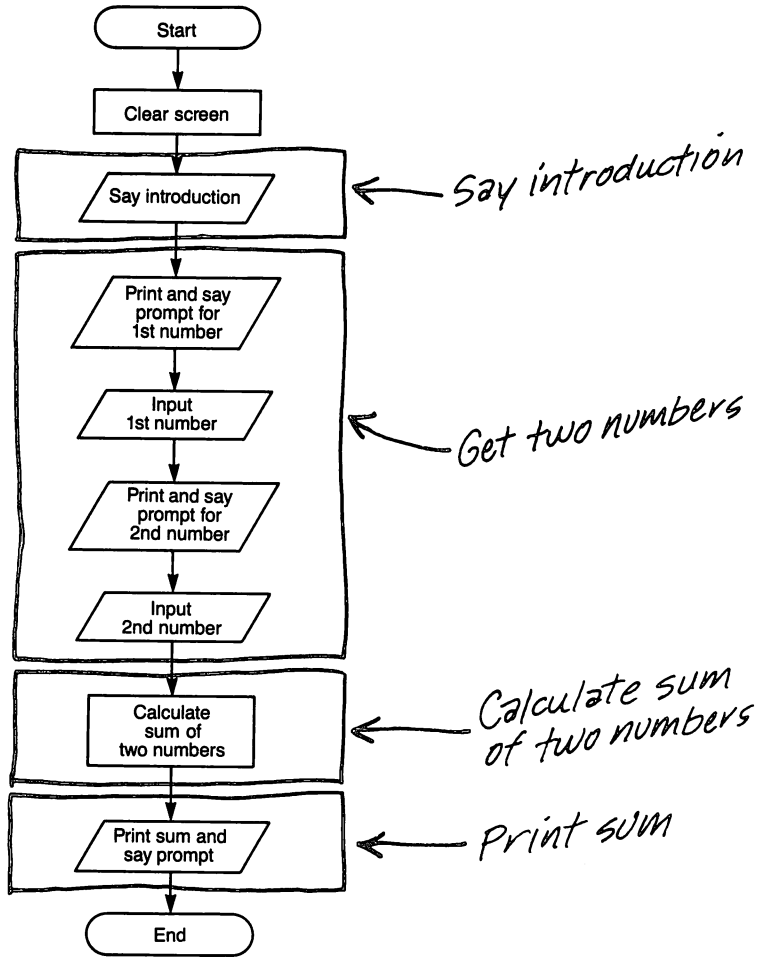 Start
Clear screen
Say introduction
Say introduction
Print and say
prompt for
1st number
Input
1st number
Get two numbers
Print and say
prompt for
2nd number
Input
2nd number
Calculate
sum of
two numbers
Calculate sum
of two numbers
Print sum and
say prompt
Print sum
End